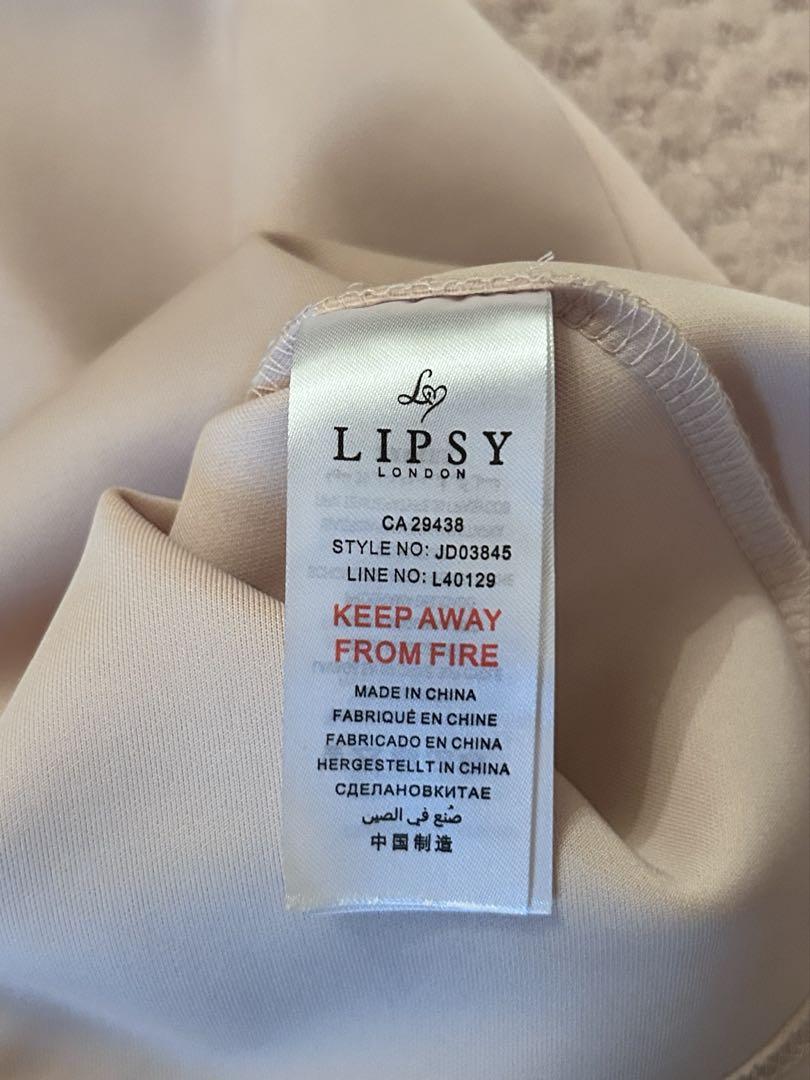 LIPSY
LONDON
CA 29438
STYLE NO: JD03845
LINE NO: L40129
KEEP AWAY
FROM FIRE
MADE IN CHINA
FABRIQUÉ EN CHINE
FABRICADO EN CHINA
HERGESTELLT IN CHINA
СДЕЛАНОВКИТАЕ
صُنع في الصين
中国制造